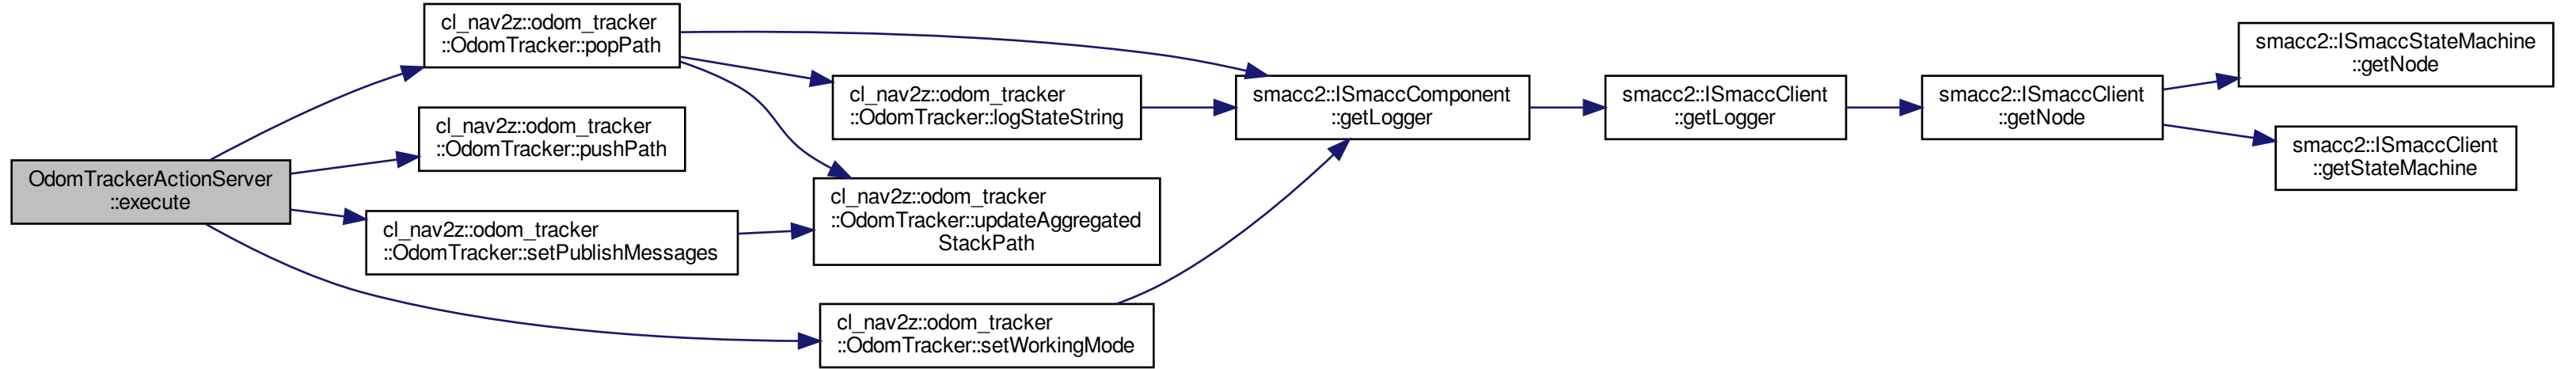 OdomTrackerActionServer
::execute
cl_nav2z::odom_tracker
::OdomTracker::popPath
cl_nav2z::odom_tracker
::OdomTracker::pushPath
cl_nav2z::odom_tracker
::OdomTracker::setPublishMessages
cl_nav2z::odom_tracker
::OdomTracker::logStateString
cl_nav2z::odom_tracker
::OdomTracker::updateAggregated
StackPath
cl_nav2z::odom_tracker
::OdomTracker::setWorkingMode
smacc2::ISmaccComponent
::getLogger
smacc2::ISmaccClient
::getLogger
smacc2::ISmaccClient
::getNode
smacc2::ISmaccStateMachine
::getNode
smacc2::ISmaccClient
::getStateMachine